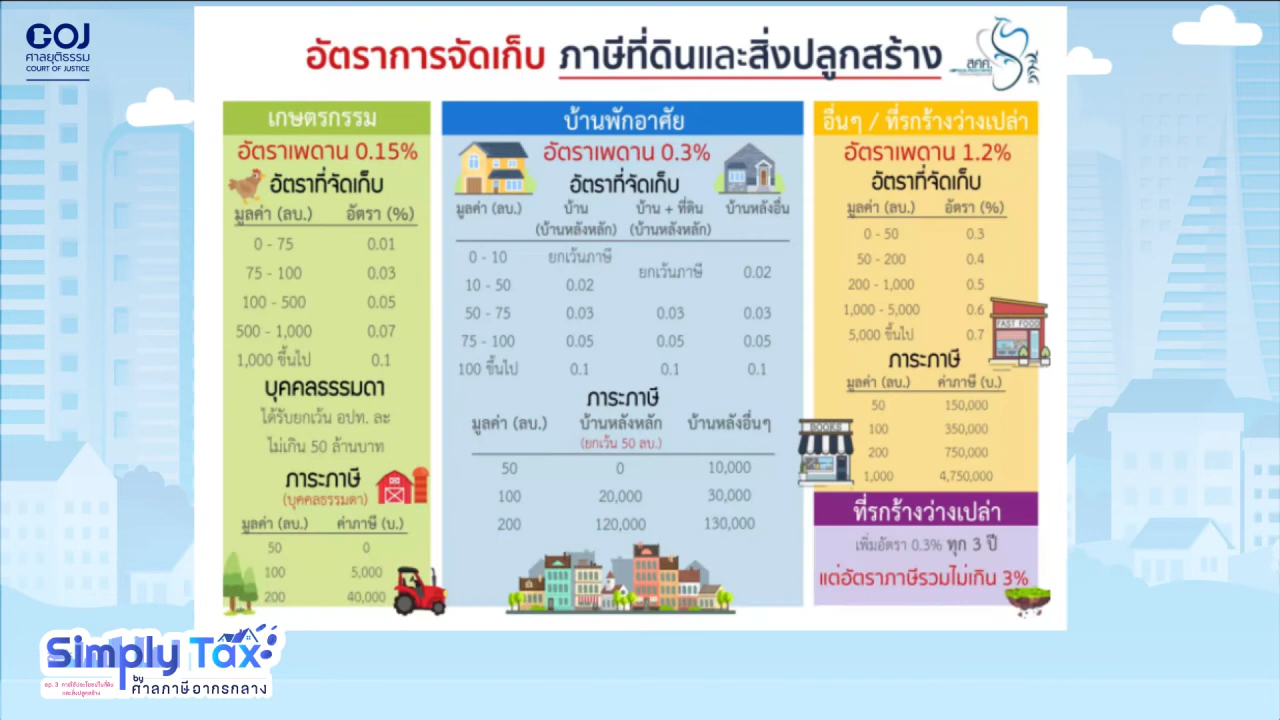 COJ
ศาลยุติธรรม
COURT OF JUSTICE
อัตราการจัดเก็บ ภาษีที่ดินและสิ่งปลูกสร้าง
สศค.
เกษตรกรรม
อัตราเพดาน 0.15%
อัตราที่จัดเก็บ
มูลค่า (ลบ.) อัตรา (%)
0 - 75 0.01
75 - 100 0.03
100 - 500 0.05
500 - 1,000 0.07
1,000 ขึ้นไป 0.1
บุคคลธรรมดา
ได้รับยกเว้น อปท. ละ
ไม่เกิน 50 ล้านบาท
ภาระภาษี
(บุคคลธรรมดา)
มูลค่า (ลบ.) ค่าภาษี (บ.)
50 0
100 5,000
200 40,000
บ้านพักอาศัย
อัตราเพดาน 0.3%
อัตราที่จัดเก็บ
มูลค่า (ลบ.) บ้าน บ้าน + ที่ดิน บ้านหลังอื่น
(บ้านหลังหลัก) (บ้านหลังหลัก)
0 - 10 ยกเว้นภาษี
ยกเว้นภาษี 0.02
10 - 50 0.02
50 - 75 0.03 0.03 0.03
75 - 100 0.05 0.05 0.05
100 ขึ้นไป 0.1 0.1 0.1
ภาระภาษี
มูลค่า (ลบ.) บ้านหลังหลัก บ้านหลังอื่นๆ
(ยกเว้น 50 ลบ.)
50 0 10,000
100 20,000 30,000
200 120,000 130,000
อื่นๆ / ที่รกร้างว่างเปล่า
อัตราเพดาน 1.2%
อัตราที่จัดเก็บ
มูลค่า (ลบ.) อัตรา (%)
0 - 50 0.3
50 - 200 0.4
200 - 1,000 0.5
1,000 - 5,000 0.6
5,000 ขึ้นไป 0.7
FAST FOOD
ภาระภาษี
มูลค่า (ลบ.) ค่าภาษี (บ.)
50 150,000
100 350,000
200 750,000
1,000 4,750,000
BOOKS
ที่รกร้างว่างเปล่า
เพิ่มอัตรา 0.3% ทุก 3 ปี
แต่อัตราภาษีรวมไม่เกิน 3%
Simply Tax
by
ศาลภาษีอากรกลาง
ep. 3
และสิ่งปลูกสร้าง